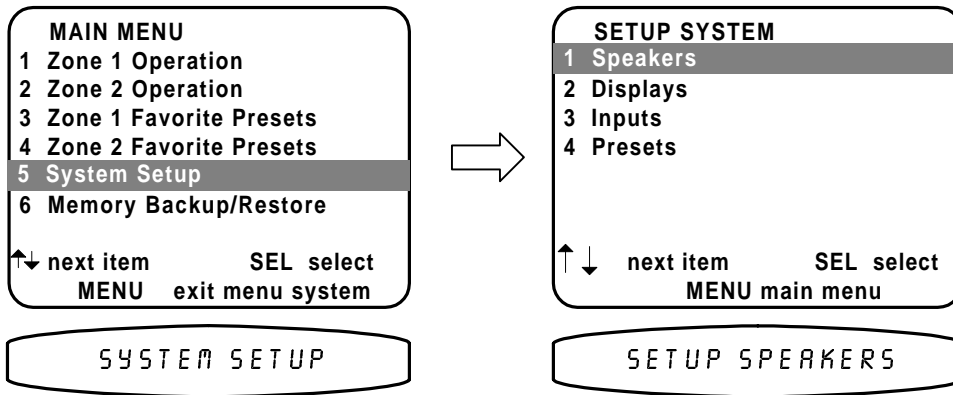 MAIN MENU
1 Zone 1 Operation
2 Zone 2 Operation
3 Zone 1 Favorite Presets
4 Zone 2 Favorite Presets
5 System Setup
6 Memory Backup/Restore
↑↓ next item SEL select
MENU exit menu system
SYSTEM SETUP
SETUP SYSTEM
1 Speakers
2 Displays
3 Inputs
4 Presets
↑ ↓ next item SEL select
MENU main menu
SETUP SPEAKERS